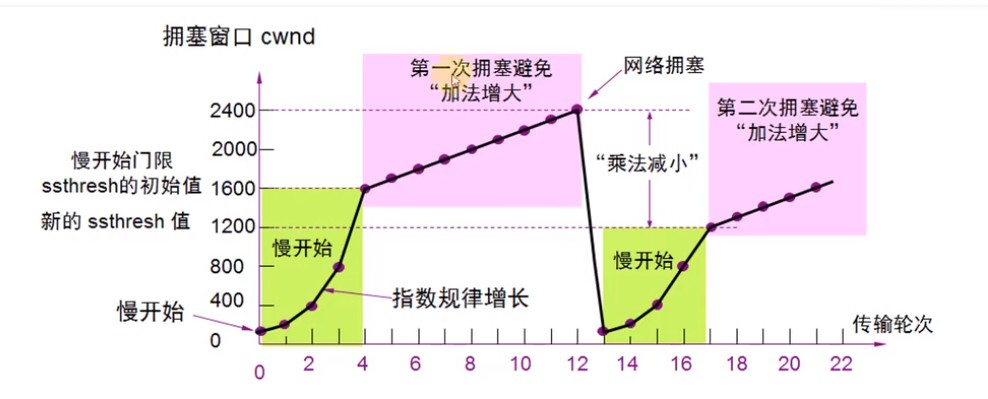 拥塞窗口 cwnd
第一次拥塞避免
“加法增大”
网络拥塞
第二次拥塞避免
“加法增大”
2400
2000
慢开始门限
ssthresh的初始值
1600
“乘法减小”
新的 ssthresh 值
1200
慢开始
慢开始
800
400
指数规律增长
慢开始
0
传输轮次
0
2
4
6
8
10
12
14
16
18
20
22